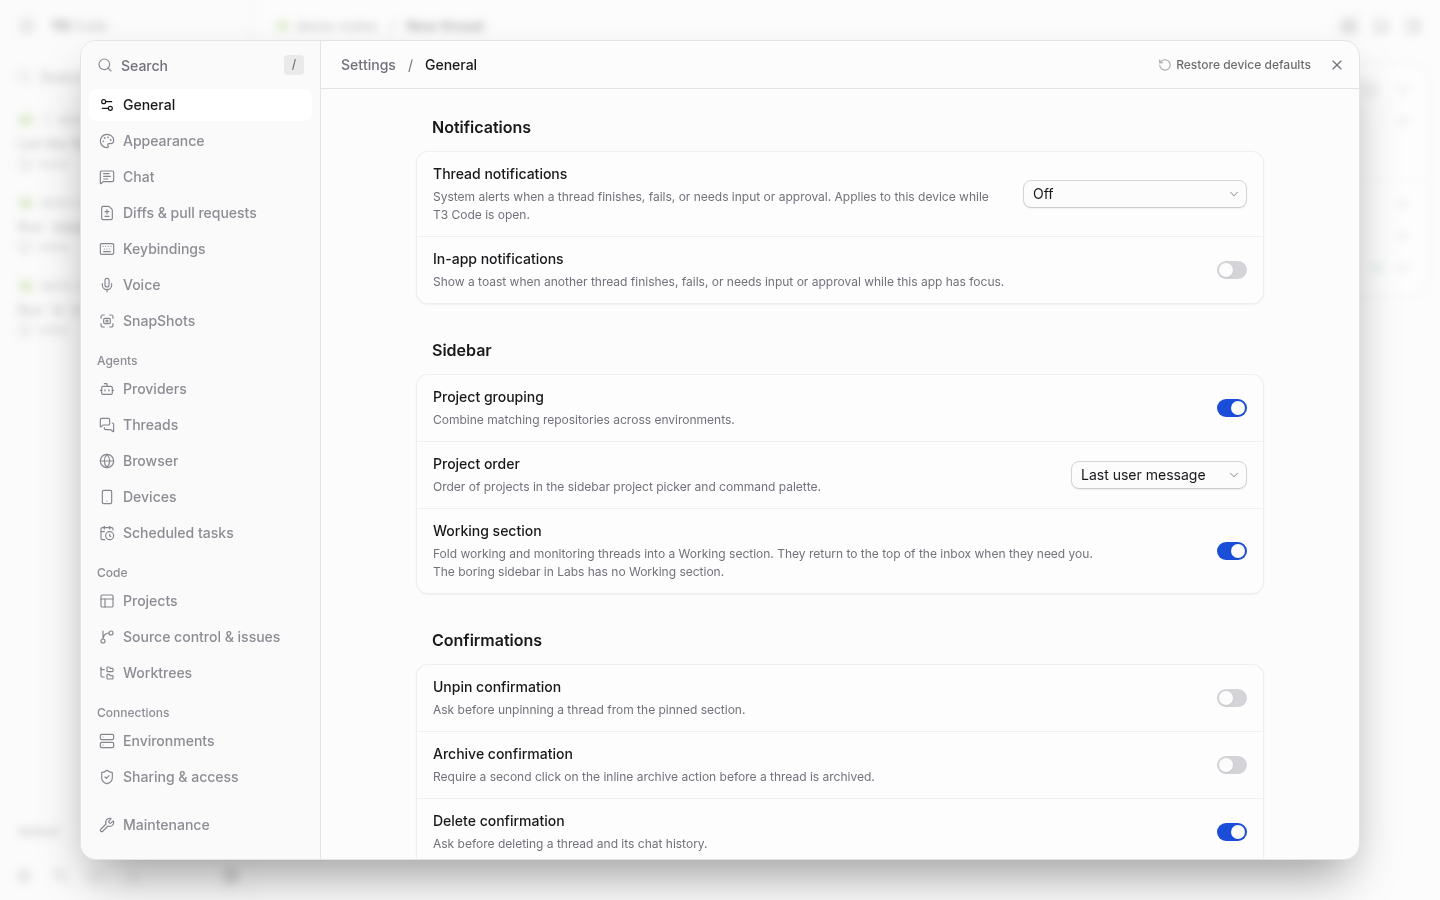 Search
/
Settings / General
Restore device defaults
General
Appearance
Chat
Diffs & pull requests
Keybindings
Voice
SnapShots
Agents
Providers
Threads
Browser
Devices
Scheduled tasks
Code
Projects
Source control & issues
Worktrees
Connections
Environments
Sharing & access
Maintenance
Notifications
Thread notifications
System alerts when a thread finishes, fails, or needs input or approval. Applies to this device while
T3 Code is open.
Off
In-app notifications
Show a toast when another thread finishes, fails, or needs input or approval while this app has focus.
Sidebar
Project grouping
Combine matching repositories across environments.
Project order
Order of projects in the sidebar project picker and command palette.
Last user message
Working section
Fold working and monitoring threads into a Working section. They return to the top of the inbox when they need you.
The boring sidebar in Labs has no Working section.
Confirmations
Unpin confirmation
Ask before unpinning a thread from the pinned section.
Archive confirmation
Require a second click on the inline archive action before a thread is archived.
Delete confirmation
Ask before deleting a thread and its chat history.